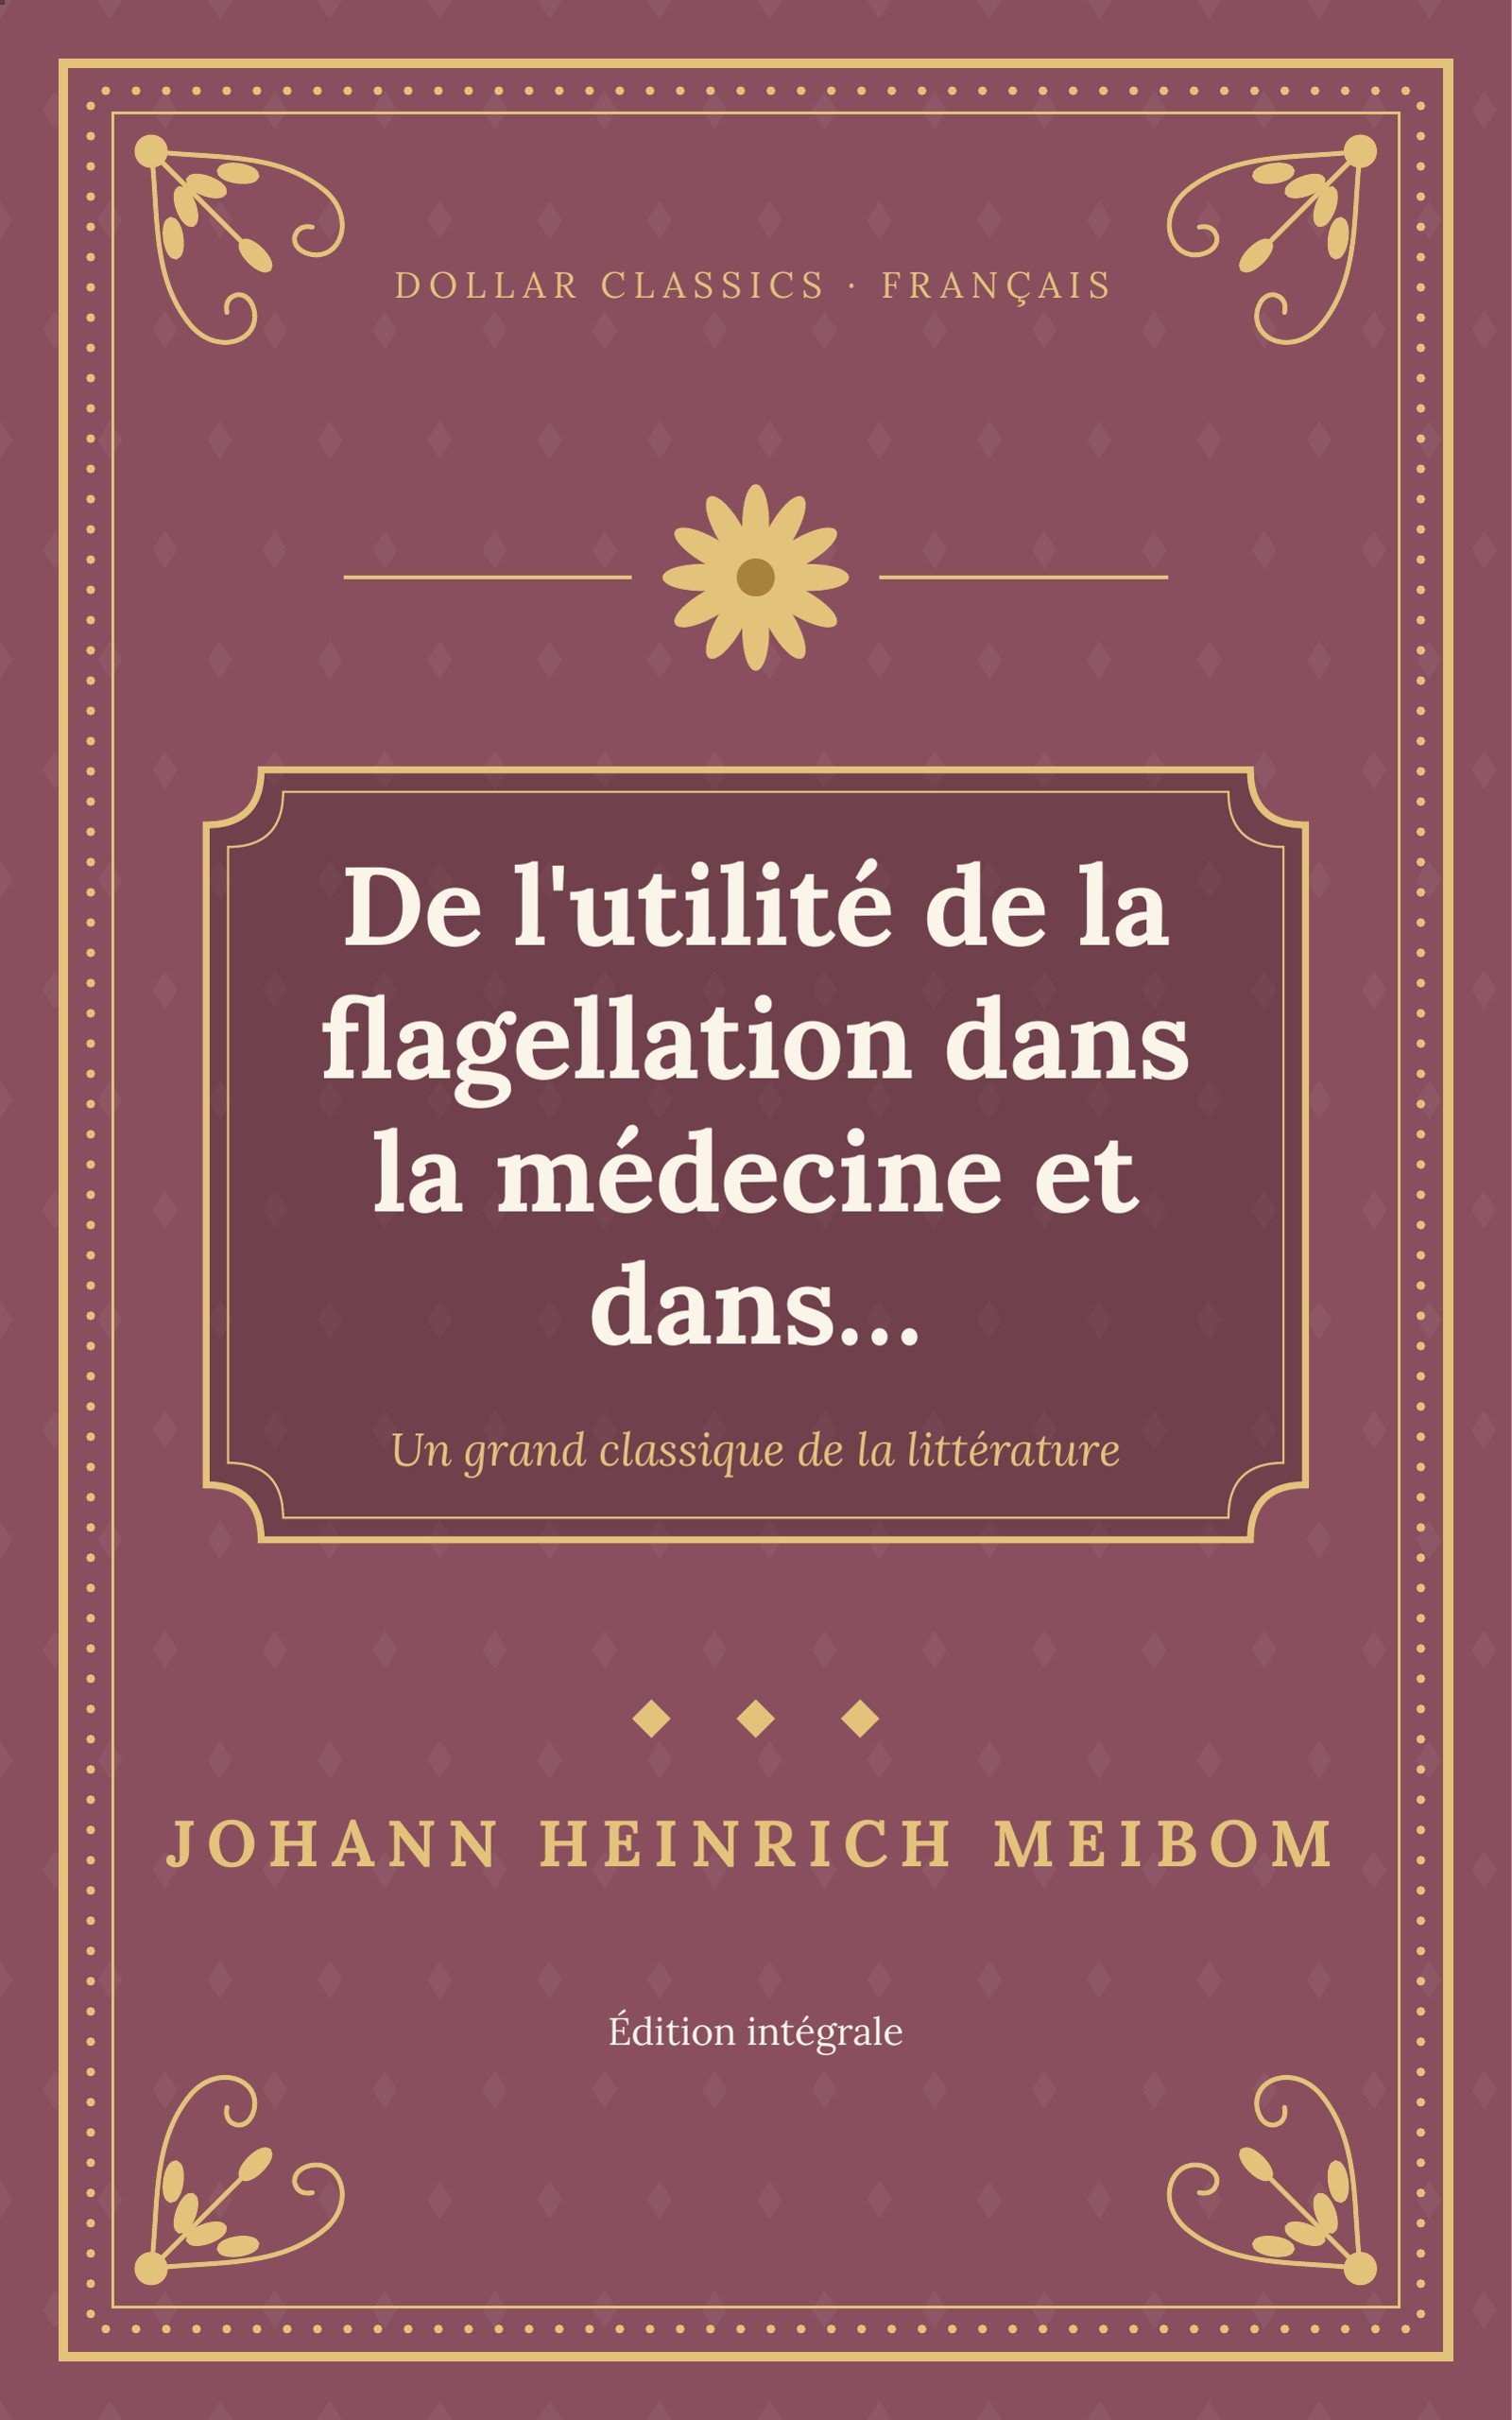 DOLLAR CLASSICS · FRANÇAIS
De l'utilité de la
flagellation dans
la médecine et
dans...
Un grand classique de la littérature
JOHANN HEINRICH MEIBOM
Édition intégrale